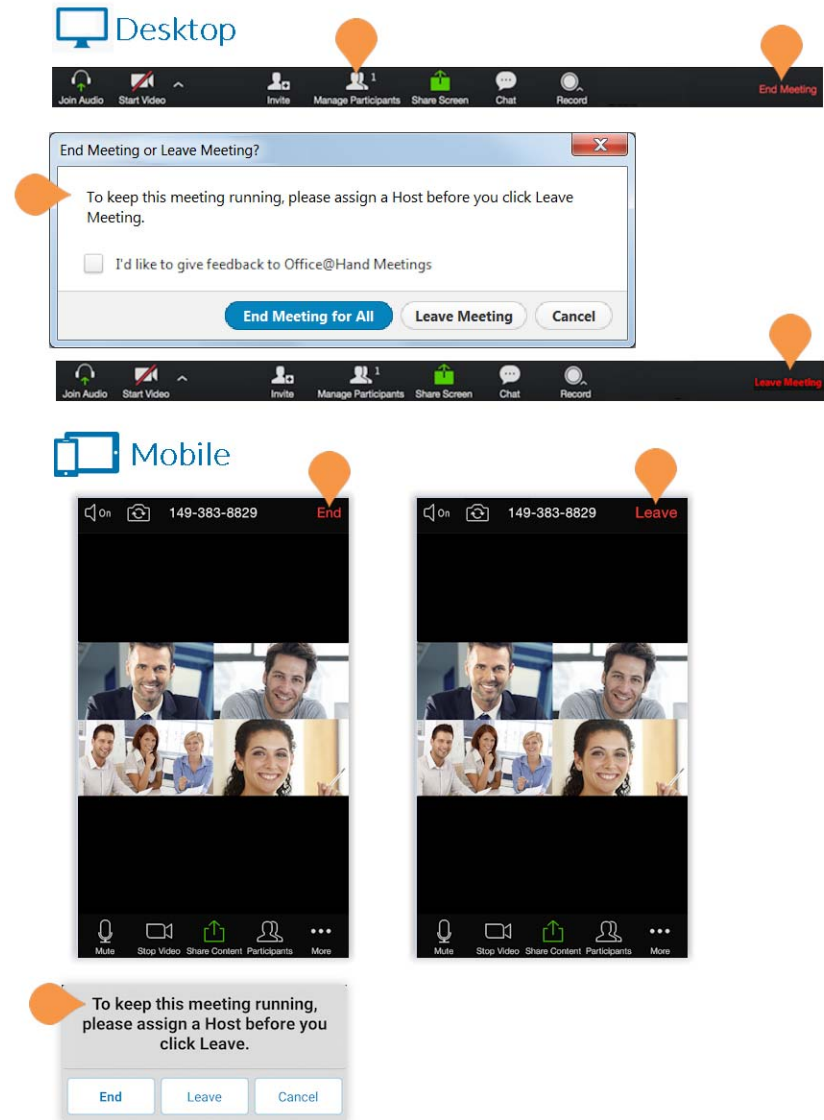 Desktop
Join Audio Start Video Invite Manage Participants 1 Share Screen Chat Record End Meeting
End Meeting or Leave Meeting?
To keep this meeting running, please assign a Host before you click Leave
Meeting.
I'd like to give feedback to Office@Hand Meetings
End Meeting for All Leave Meeting Cancel
Join Audio Start Video Invite Manage Participants 1 Share Screen Chat Record Leave Meeting
Mobile
On 149-383-8829 End
Mute Stop Video Share Content Participants More
On 149-383-8829 Leave
Mute Stop Video Share Content Participants More
To keep this meeting running,
please assign a Host before you
click Leave.
End Leave Cancel